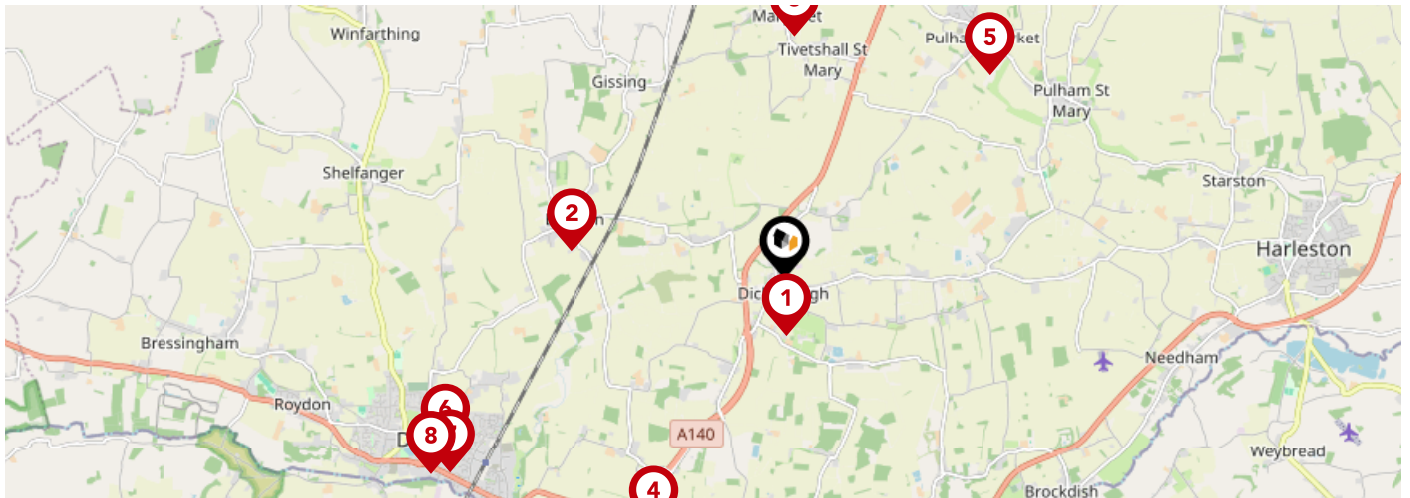 Winfarthing
5
Tivetshall St
Mary
Gissing
Pulham St
Mary
Shelfanger
Starston
2
Harleston
1
Bressingham
Needham
Roydon
6
8
A140
Weybread
4
Brockdish